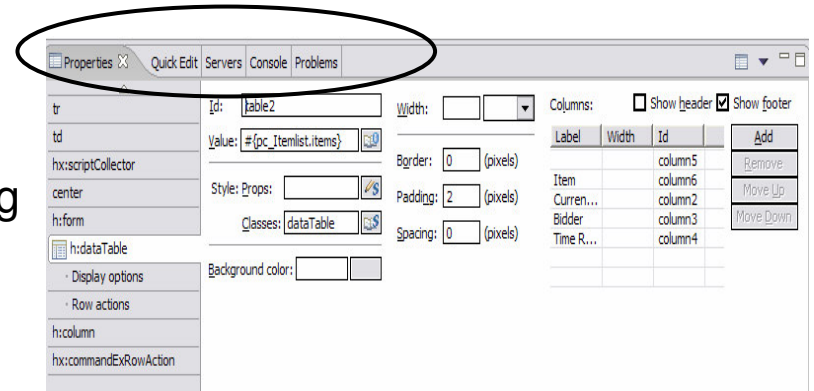 Properties Quick Edit Servers Console Problems
tr
td
hx:scriptCollector
center
h:form
h:dataTable
· Display options
· Row actions
h:column
hx:commandExRowAction
Id: table2
Value: #{pc_Itemlist.items}
Style: Props:
Classes: dataTable
Background color:
Width:
Border: 0 (pixels)
Padding: 2 (pixels)
Spacing: 0 (pixels)
Columns: Show header Show footer
Label Width Id
column5
Item column6
Curren... column2
Bidder column3
Time R... column4
Add
Remove
Move Up
Move Down
g